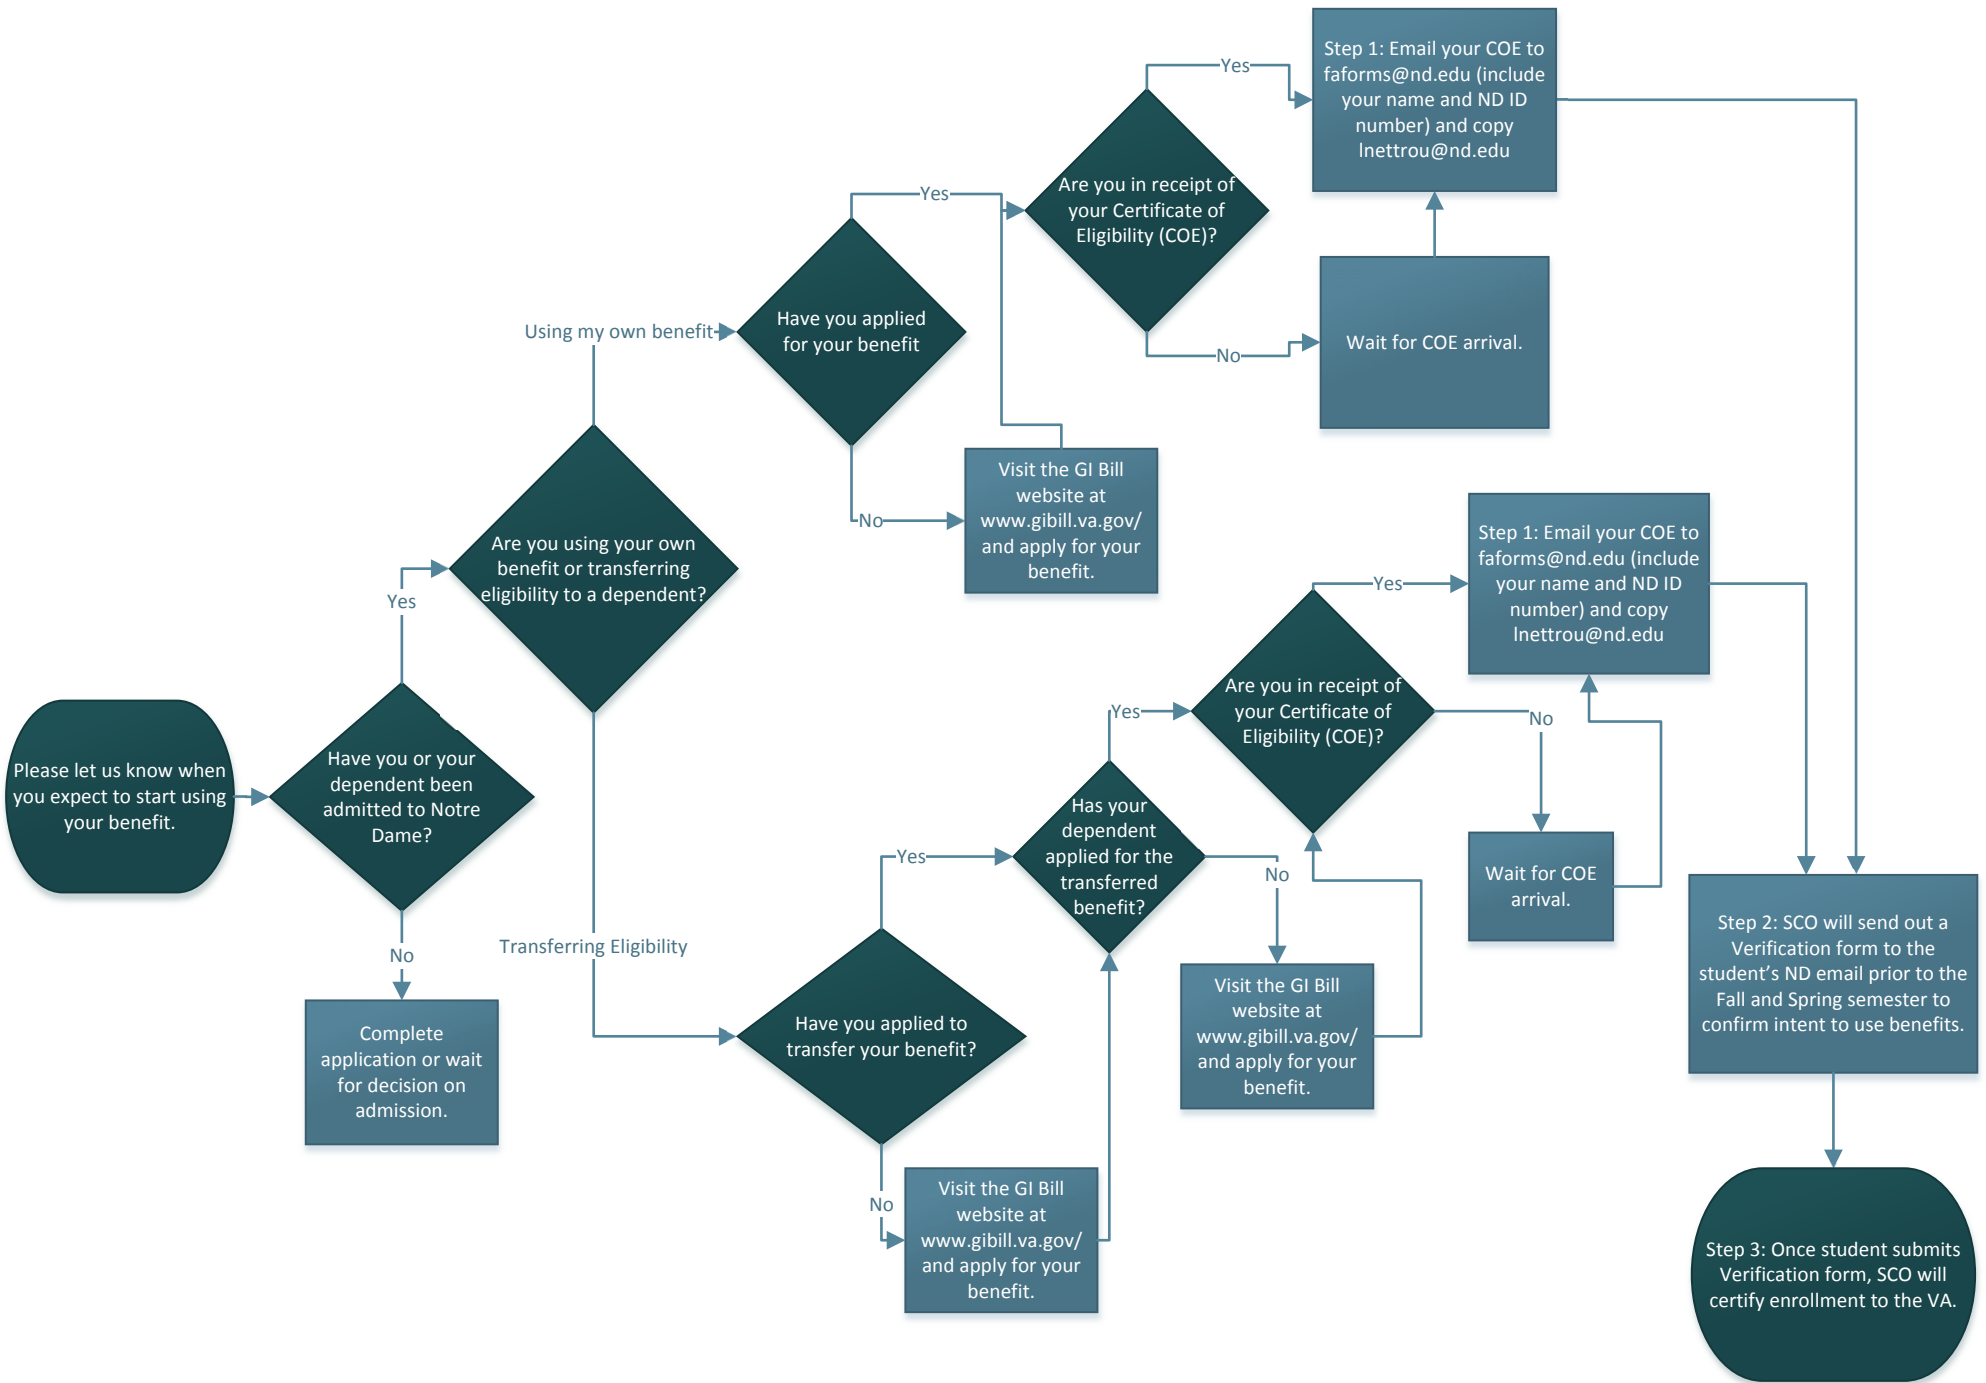 Please let us know when
you expect to start using
your benefit.
Have you or your
dependent been
admitted to Notre
Dame?
Yes
No
Complete
application or wait
for decision on
admission.
Are you using your own
benefit or transferring
eligibility to a dependent?
Using my own benefit
Have you applied
for your benefit
Yes
No
Visit the GI Bill
website at
www.gibill.va.gov/
and apply for your
benefit.
Are you in receipt of
your Certificate of
Eligibility (COE)?
Yes
No
Step 1: Email your COE to
faforms@nd.edu (include
your name and ND ID
number) and copy
lnettrou@nd.edu
Wait for COE arrival.
Transferring Eligibility
Have you applied to
transfer your benefit?
Yes
No
Visit the GI Bill
website at
www.gibill.va.gov/
and apply for your
benefit.
Has your
dependent
applied for the
transferred
benefit?
Yes
No
Visit the GI Bill
website at
www.gibill.va.gov/
and apply for your
benefit.
Are you in receipt of
your Certificate of
Eligibility (COE)?
Yes
No
Step 1: Email your COE to
faforms@nd.edu (include
your name and ND ID
number) and copy
lnettrou@nd.edu
Wait for COE
arrival.
Step 2: SCO will send out a
Verification form to the
student’s ND email prior to the
Fall and Spring semester to
confirm intent to use benefits.
Step 3: Once student submits
Verification form, SCO will
certify enrollment to the VA.